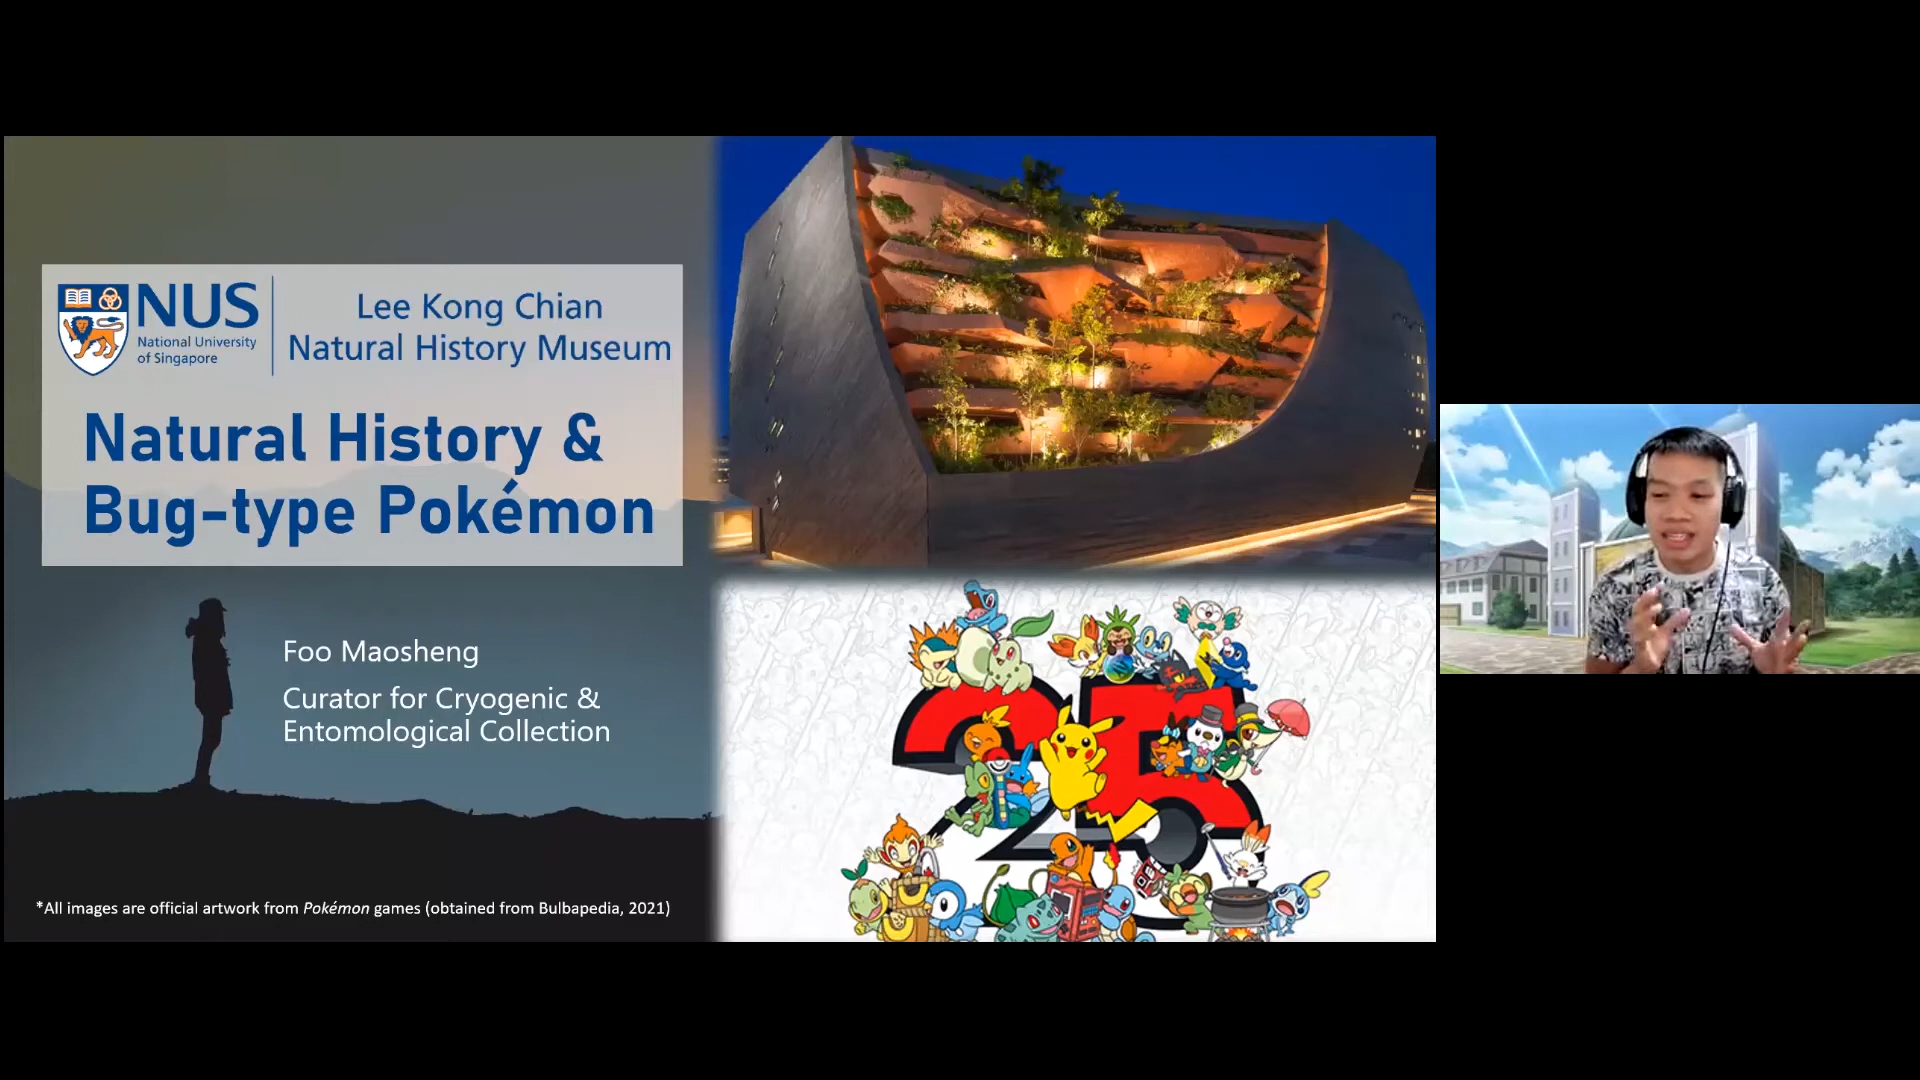 NUS
National University
of Singapore
Lee Kong Chian
Natural History Museum
Natural History &
Bug-type Pokémon
Foo Maosheng
Curator for Cryogenic &
Entomological Collection
*All images are official artwork from Pokémon games (obtained from Bulbapedia, 2021)
25